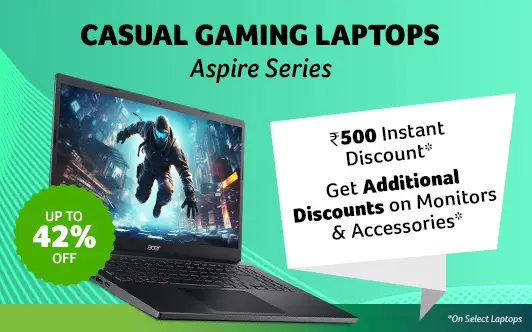 CASUAL GAMING LAPTOPS
Aspire Series
₹500 Instant
Discount*
Get Additional
Discounts on Monitors
& Accessories*
UP TO
42%
OFF
acer
*On Select Laptops